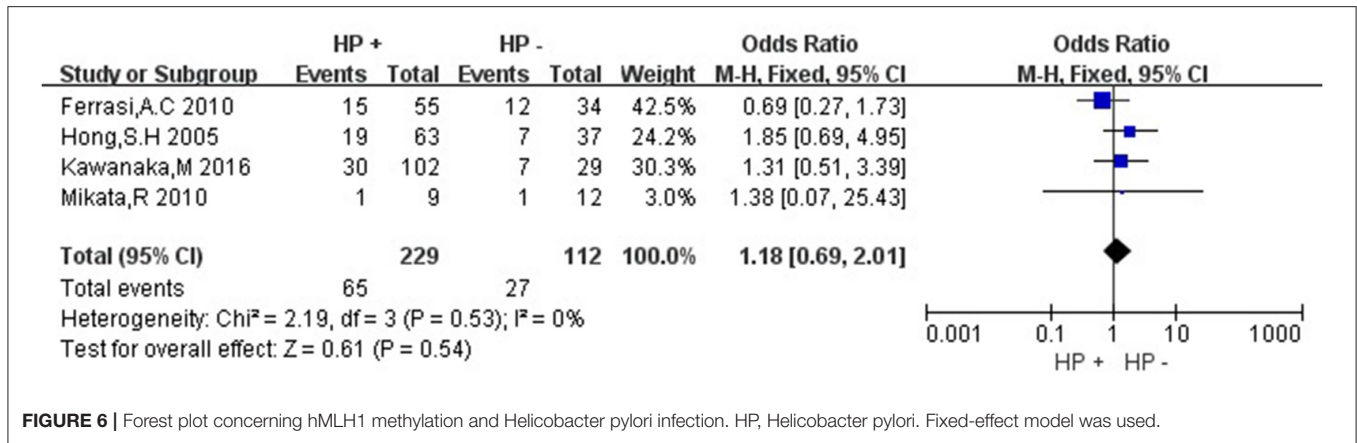 HP + HP - Odds Ratio Odds Ratio
Study or Subgroup Events Total Events Total Weight M-H, Fixed, 95% CI M-H, Fixed, 95% CI
Ferrasi,A.C 2010 15 55 12 34 42.5% 0.69 [0.27, 1.73]
Hong,S.H 2005 19 63 7 37 24.2% 1.85 [0.69, 4.95]
Kawanaka,M 2016 30 102 7 29 30.3% 1.31 [0.51, 3.39]
Mikata,R 2010 1 9 1 12 3.0% 1.38 [0.07, 25.43]
Total (95% CI) 229 112 100.0% 1.18 [0.69, 2.01]
Total events 65 27
Heterogeneity: Chi² = 2.19, df = 3 (P = 0.53); I² = 0%
Test for overall effect: Z = 0.61 (P = 0.54)
0.001 0.1 1 10 1000
HP + HP -
FIGURE 6 | Forest plot concerning hMLH1 methylation and Helicobacter pylori infection. HP, Helicobacter pylori. Fixed-effect model was used.